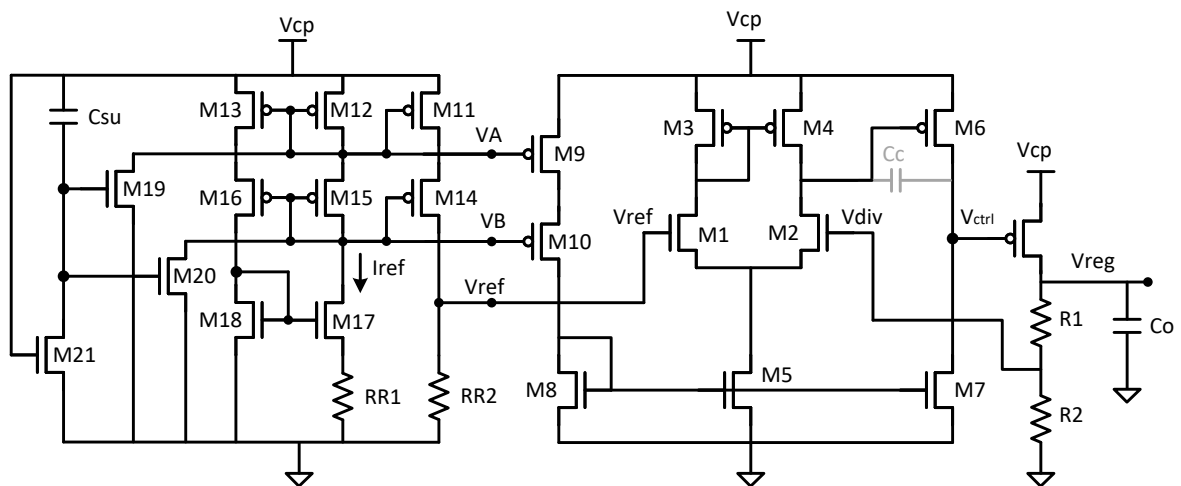 Vcp
Vcp
M13
M12
M11
M3
M4
M6
Csu
VA
M9
Cc
Vcp
M19
M16
M15
M14
VB
M10
Vref
M1
M2
Vdiv
Vctrl
M20
Iref
Vref
Vreg
M18
M17
R1
Co
M21
RR1
RR2
M8
M5
M7
R2